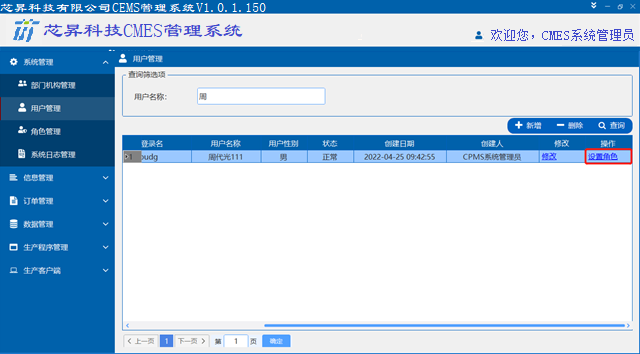 芯昇科技有限公司CEMS管理系统V1.0.1.150
芯昇科技CMES管理系统
欢迎您，CMES系统管理员
系统管理
部门机构管理
用户管理
角色管理
系统日志管理
信息管理
订单管理
数据管理
生产程序管理
生产客户端
用户管理
查询筛选项
用户名称： 周
新增 删除 查询
登录名 用户名称 用户性别 状态 创建日期 创建人 修改 操作
oudg 周代光111 男 正常 2022-04-25 09:42:55 CPMS系统管理员 修改 设置角色
上一页 1 下一页 第 1 页 确定